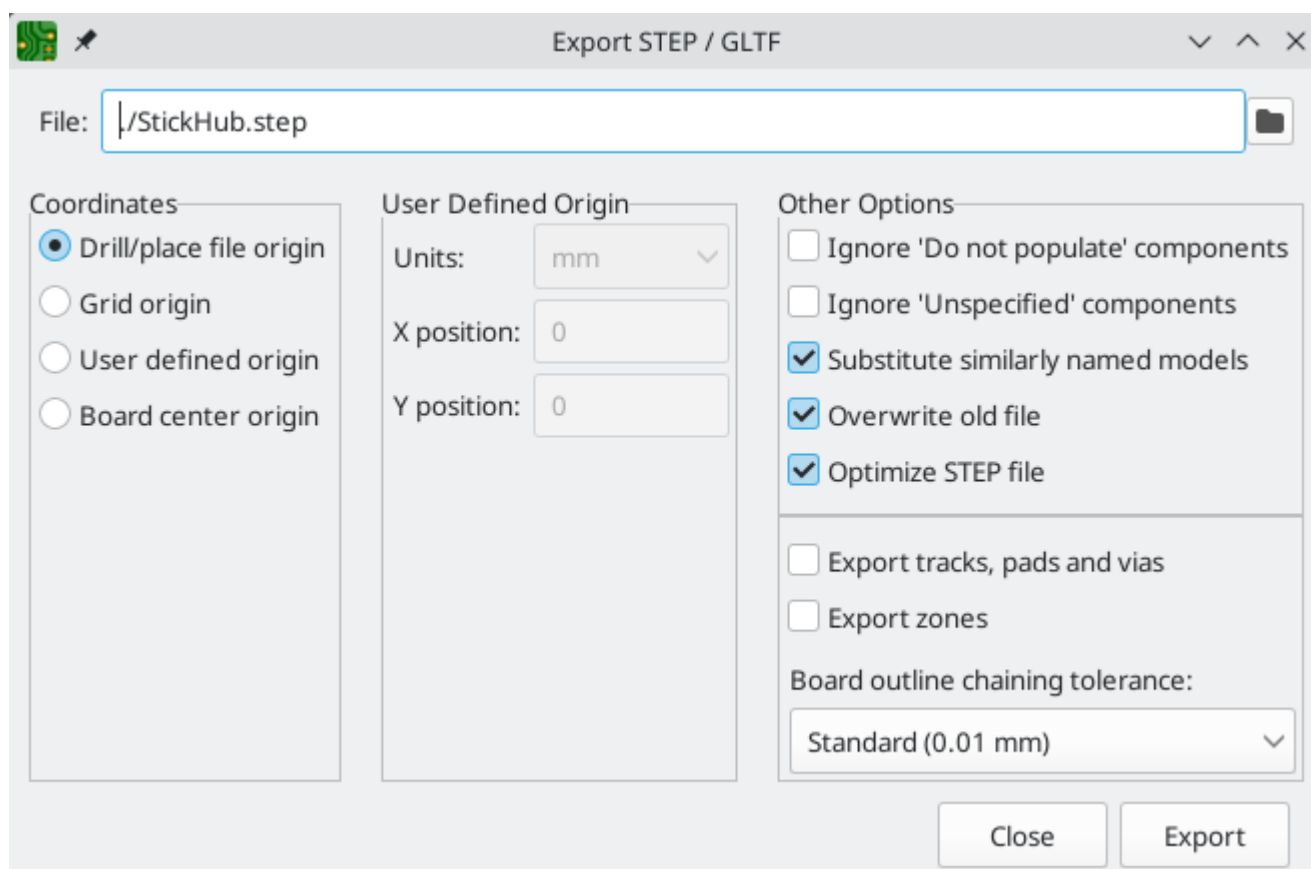 Export STEP / GLTF
File: ./StickHub.step
Coordinates
Drill/place file origin
Grid origin
User defined origin
Board center origin
User Defined Origin
Units: mm
X position: 0
Y position: 0
Other Options
Ignore 'Do not populate' components
Ignore 'Unspecified' components
Substitute similarly named models
Overwrite old file
Optimize STEP file
Export tracks, pads and vias
Export zones
Board outline chaining tolerance:
Standard (0.01 mm)
Close Export